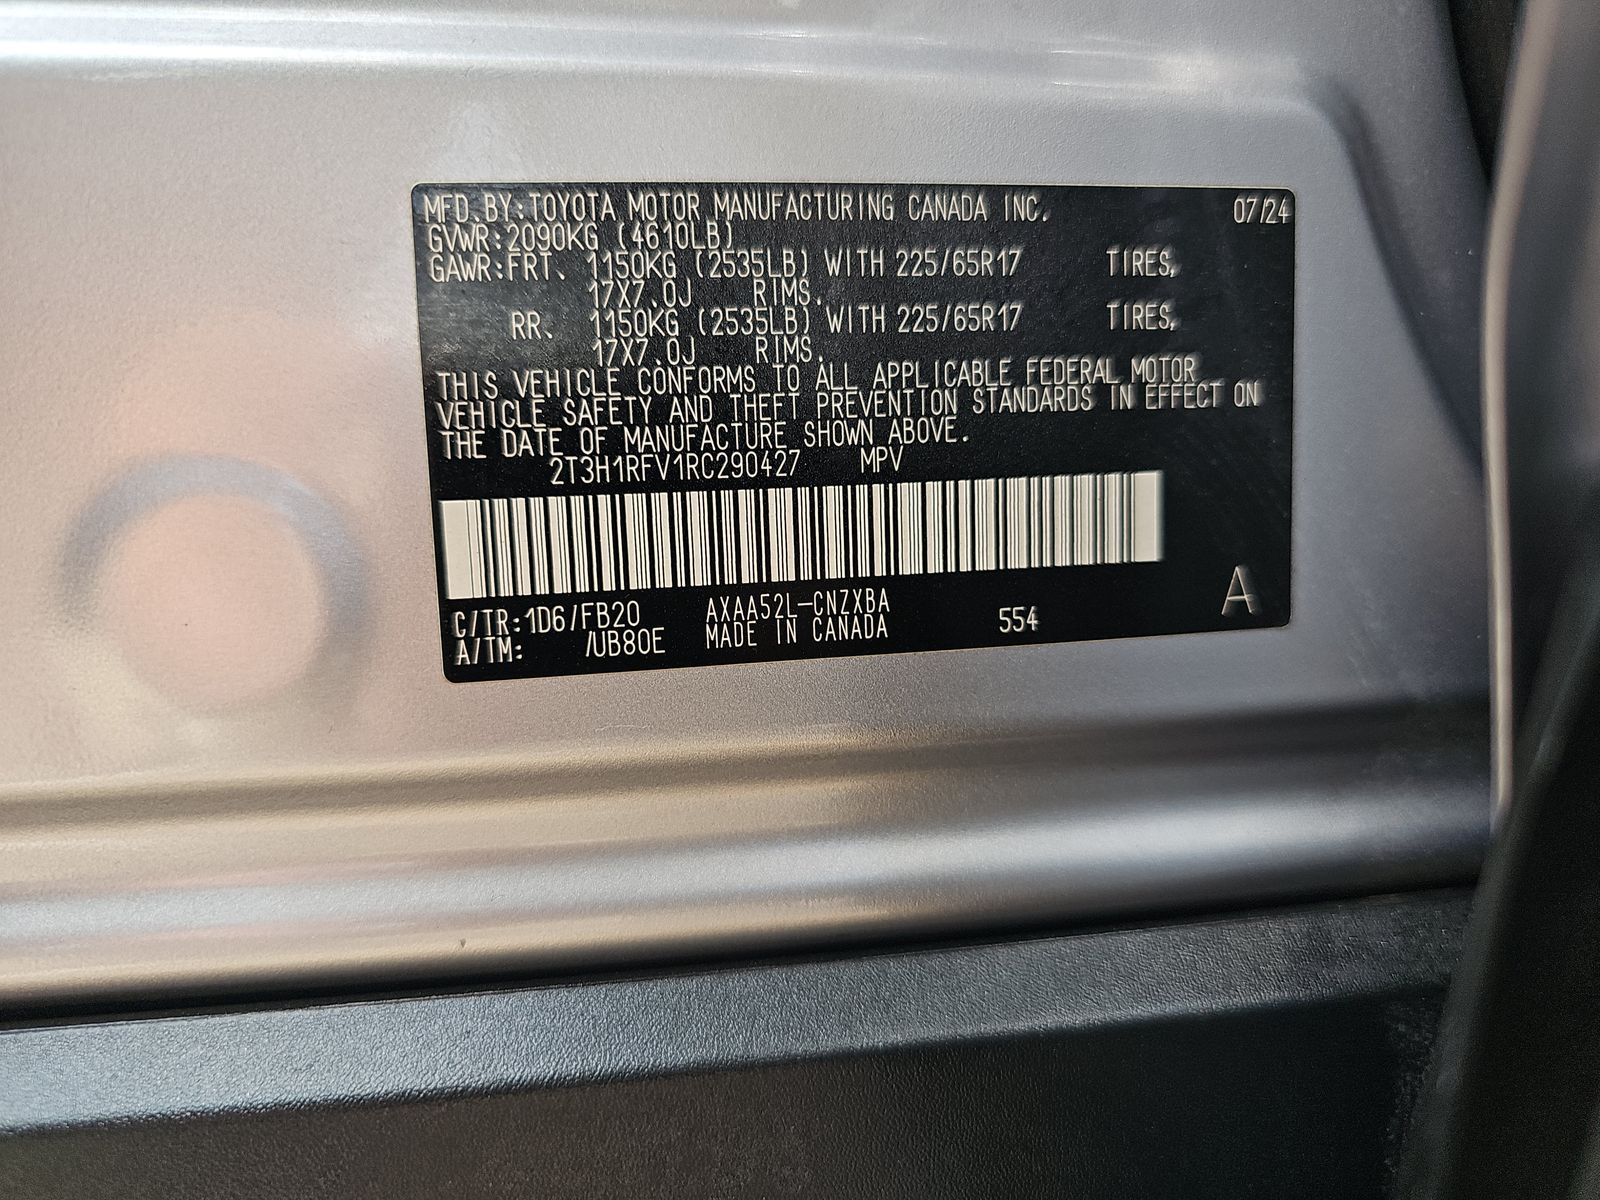 MFD.BY:TOYOTA MOTOR MANUFACTURING CANADA INC. 07/24
GVWR:2090KG (4610LB)
GAWR:FRT. 1150KG (2535LB) WITH 225/65R17 TIRES,
17X7.0J RIMS.
RR. 1150KG (2535LB) WITH 225/65R17 TIRES,
17X7.0J RIMS.
THIS VEHICLE CONFORMS TO ALL APPLICABLE FEDERAL MOTOR
VEHICLE SAFETY AND THEFT PREVENTION STANDARDS IN EFFECT ON
THE DATE OF MANUFACTURE SHOWN ABOVE.
2T3H1RFV1RC290427 MPV
C/TR:1D6/FB20 AXAA52L-CNZXBA 554 A
A/TM: /UB80E MADE IN CANADA